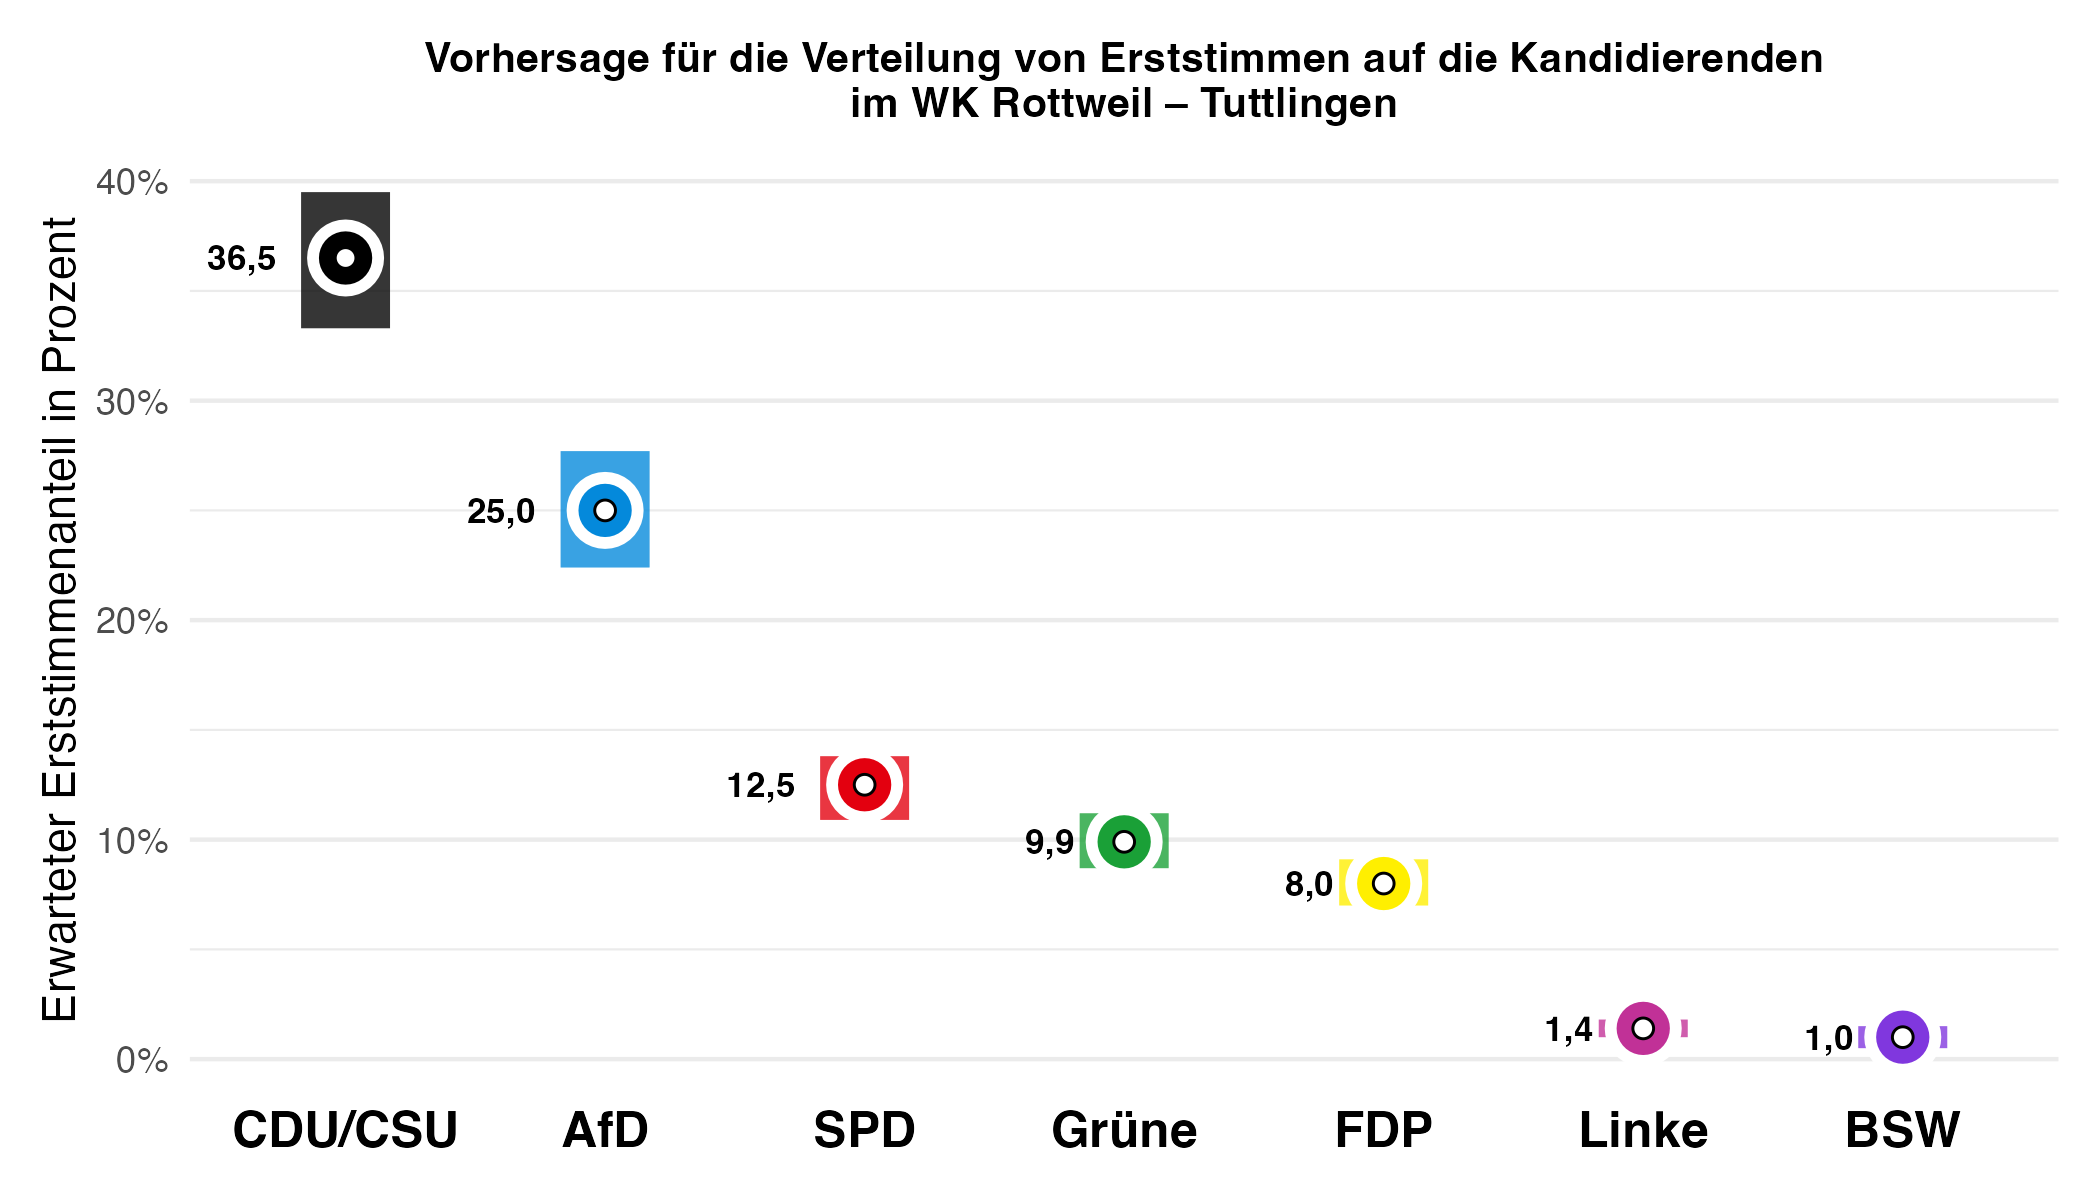 Vorhersage für die Verteilung von Erststimmen auf die Kandidierenden
im WK Rottweil – Tuttlingen
Erwarteter Erststimmenanteil in Prozent
40%
30%
20%
10%
0%
36,5
25,0
12,5
9,9
8,0
1,4
1,0
CDU/CSU
AfD
SPD
Grüne
FDP
Linke
BSW